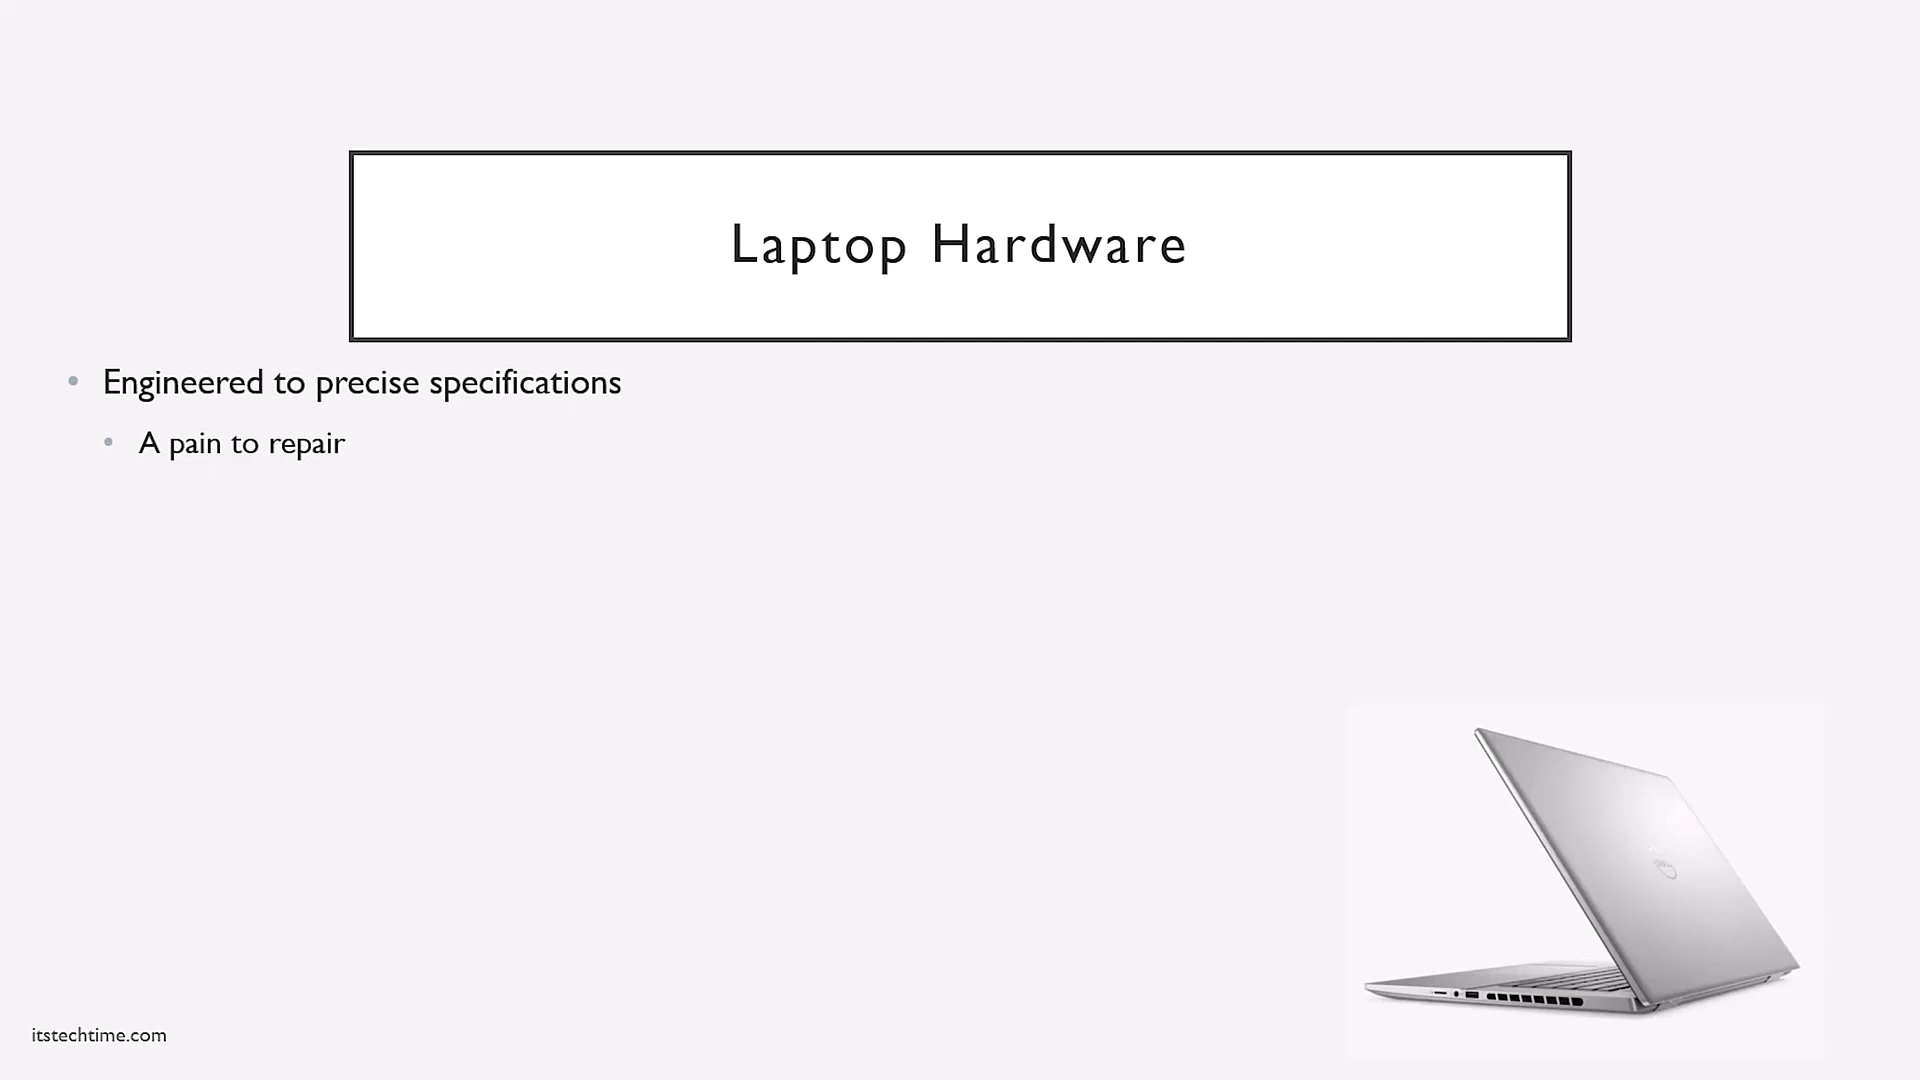 Laptop Hardware
• Engineered to precise specifications
• A pain to repair
itstechtime.com